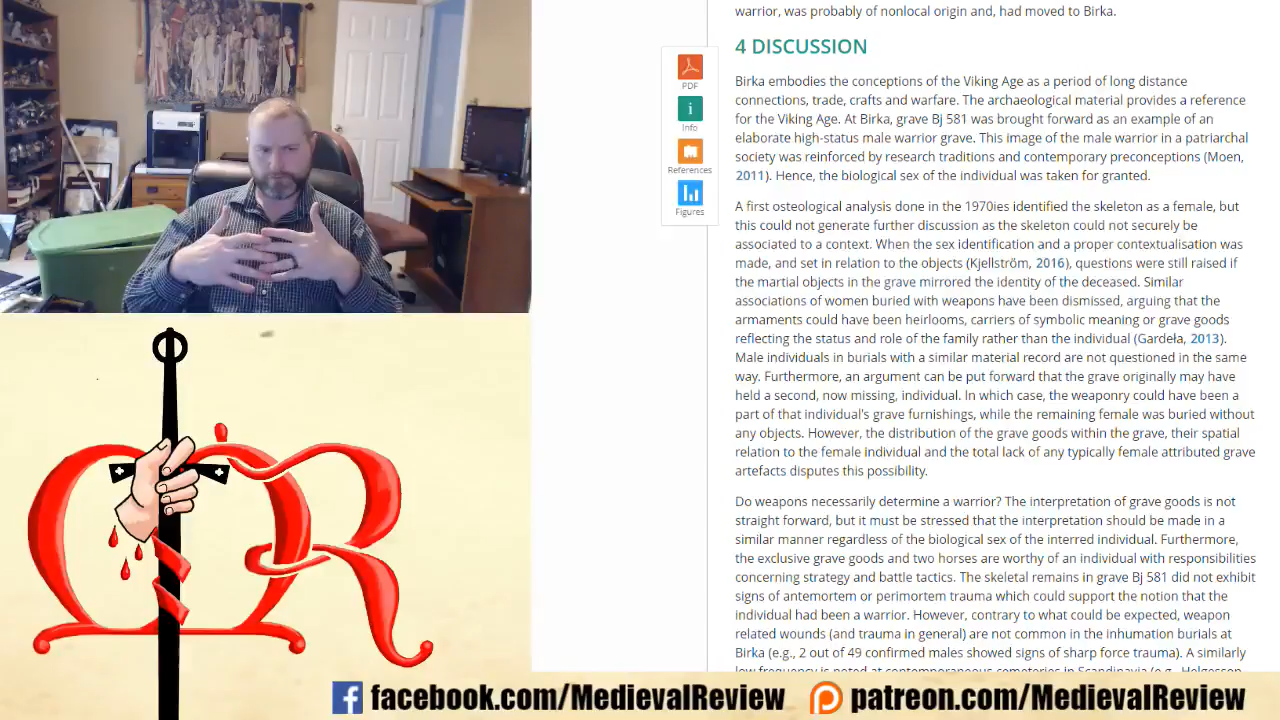 warrior, was probably of nonlocal origin and, had moved to Birka.
4 DISCUSSION
Birka embodies the conceptions of the Viking Age as a period of long distance
connections, trade, crafts and warfare. The archaeological material provides a reference
for the Viking Age. At Birka, grave Bj 581 was brought forward as an example of an
elaborate high-status male warrior grave. This image of the male warrior in a patriarchal
society was reinforced by research traditions and contemporary preconceptions (Moen,
2011). Hence, the biological sex of the individual was taken for granted.
A first osteological analysis done in the 1970ies identified the skeleton as a female, but
this could not generate further discussion as the skeleton could not securely be
associated to a context. When the sex identification and a proper contextualisation was
made, and set in relation to the objects (Kjellström, 2016), questions were still raised if
the martial objects in the grave mirrored the identity of the deceased. Similar
associations of women buried with weapons have been dismissed, arguing that the
armaments could have been heirlooms, carriers of symbolic meaning or grave goods
reflecting the status and role of the family rather than the individual (Gardeła, 2013).
Male individuals in burials with a similar material record are not questioned in the same
way. Furthermore, an argument can be put forward that the grave originally may have
held a second, now missing, individual. In which case, the weaponry could have been a
part of that individual's grave furnishings, while the remaining female was buried without
any objects. However, the distribution of the grave goods within the grave, their spatial
relation to the female individual and the total lack of any typically female attributed grave
artefacts disputes this possibility.
Do weapons necessarily determine a warrior? The interpretation of grave goods is not
straight forward, but it must be stressed that the interpretation should be made in a
similar manner regardless of the biological sex of the interred individual. Furthermore,
the exclusive grave goods and two horses are worthy of an individual with responsibilities
concerning strategy and battle tactics. The skeletal remains in grave Bj 581 did not exhibit
signs of antemortem or perimortem trauma which could support the notion that the
individual had been a warrior. However, contrary to what could be expected, weapon
related wounds (and trauma in general) are not common in the inhumation burials at
Birka (e.g., 2 out of 49 confirmed males showed signs of sharp force trauma). A similarly
low frequency is noted at contemporaneous cemeteries in Scandinavia (e.g., Helgesson
PDF
Info
References
Figures
MR
facebook.com/MedievalReview
patreon.com/MedievalReview